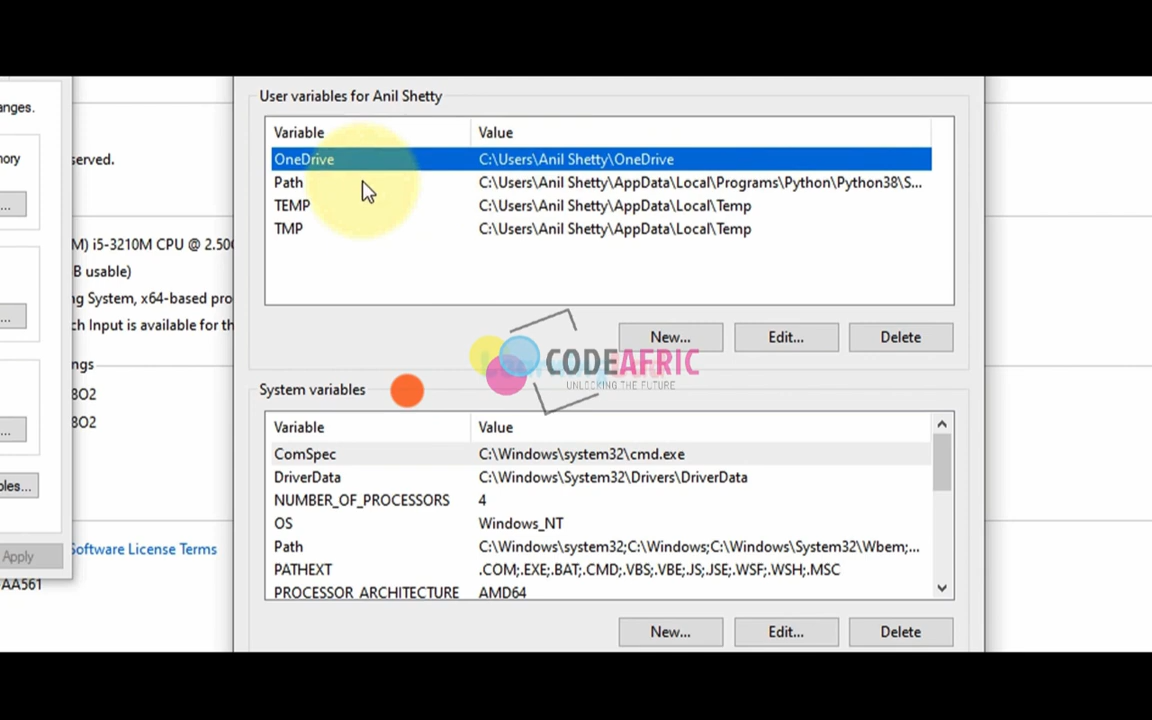 anges.
User variables for Anil Shetty
Variable Value
OneDrive C:\Users\Anil Shetty\OneDrive
Path C:\Users\Anil Shetty\AppData\Local\Programs\Python\Python38\S...
TEMP C:\Users\Anil Shetty\AppData\Local\Temp
TMP C:\Users\Anil Shetty\AppData\Local\Temp
New... Edit... Delete
mory
served.
...
M) i5-3210M CPU @ 2.50G
B usable)
ng System, x64-based pro
ch Input is available for th
...
ngs
8O2
8O2
...
bles...
Software License Terms
Apply
AA561
CODEAFRIC
UNLOCKING THE FUTURE
System variables
Variable Value
ComSpec C:\Windows\system32\cmd.exe
DriverData C:\Windows\System32\Drivers\DriverData
NUMBER_OF_PROCESSORS 4
OS Windows_NT
Path C:\Windows\system32;C:\Windows;C:\Windows\System32\Wbem;...
PATHEXT .COM;.EXE;.BAT;.CMD;.VBS;.VBE;.JS;.JSE;.WSF;.WSH;.MSC
PROCESSOR_ARCHITECTURE AMD64
New... Edit... Delete